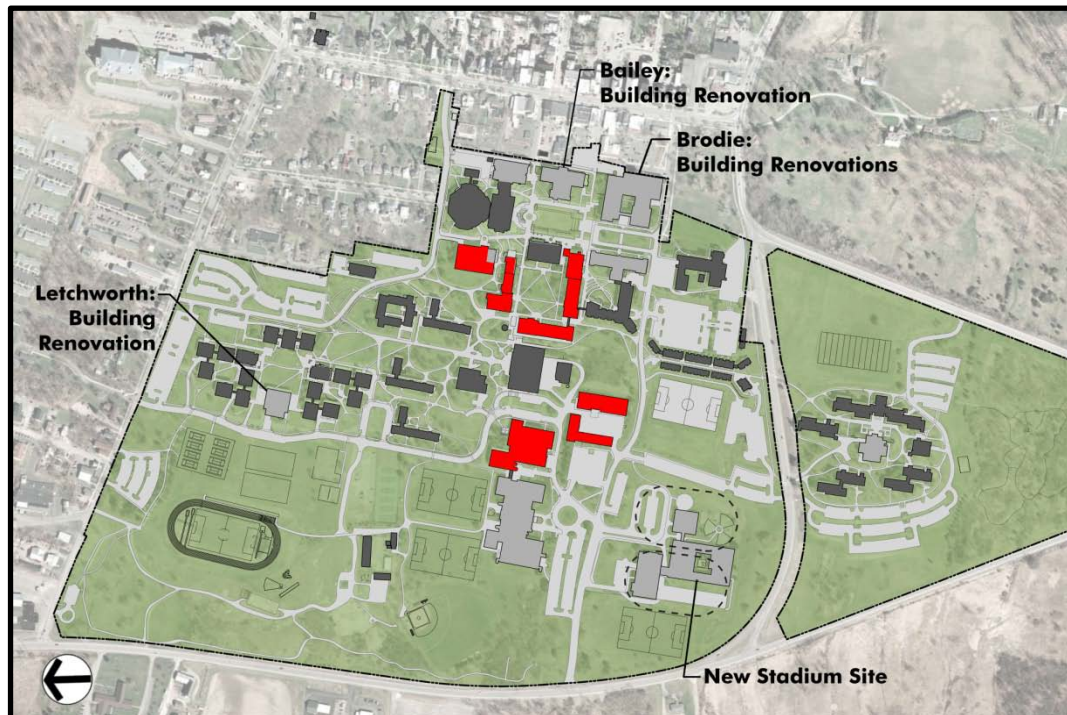 Bailey:
Building Renovation
Brodie:
Building Renovations
Letchworth:
Building
Renovation
New Stadium Site